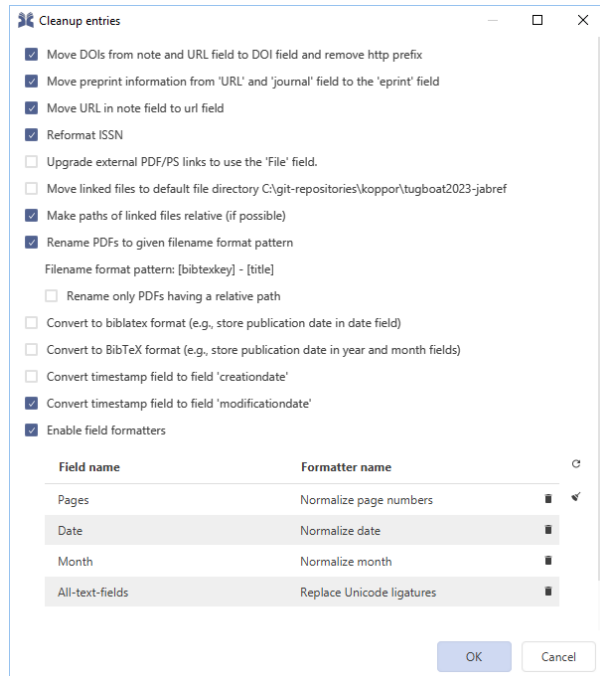 Cleanup entries
Move DOIs from note and URL field to DOI field and remove http prefix
Move preprint information from 'URL' and 'journal' field to the 'eprint' field
Move URL in note field to url field
Reformat ISSN
Upgrade external PDF/PS links to use the 'File' field.
Move linked files to default file directory C:\git-repositories\koppor\tugboat2023-jabref
Make paths of linked files relative (if possible)
Rename PDFs to given filename format pattern
Filename format pattern: [bibtexkey] - [title]
Rename only PDFs having a relative path
Convert to biblatex format (e.g., store publication date in date field)
Convert to BibTeX format (e.g., store publication date in year and month fields)
Convert timestamp field to field 'creationdate'
Convert timestamp field to field 'modificationdate'
Enable field formatters
Field name Formatter name
Pages Normalize page numbers
Date Normalize date
Month Normalize month
All-text-fields Replace Unicode ligatures
OK Cancel